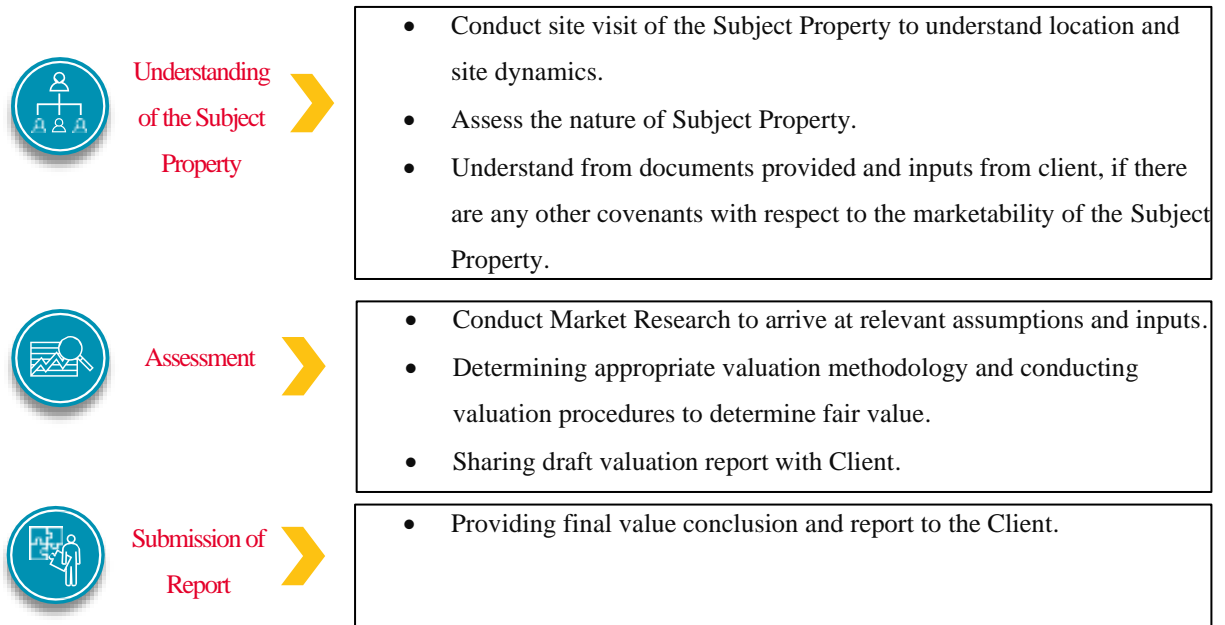 Understanding
of the Subject
Property
• Conduct site visit of the Subject Property to understand location and
site dynamics.
• Assess the nature of Subject Property.
• Understand from documents provided and inputs from client, if there
are any other covenants with respect to the marketability of the Subject
Property.
Assessment
• Conduct Market Research to arrive at relevant assumptions and inputs.
• Determining appropriate valuation methodology and conducting
valuation procedures to determine fair value.
• Sharing draft valuation report with Client.
Submission of
Report
• Providing final value conclusion and report to the Client.